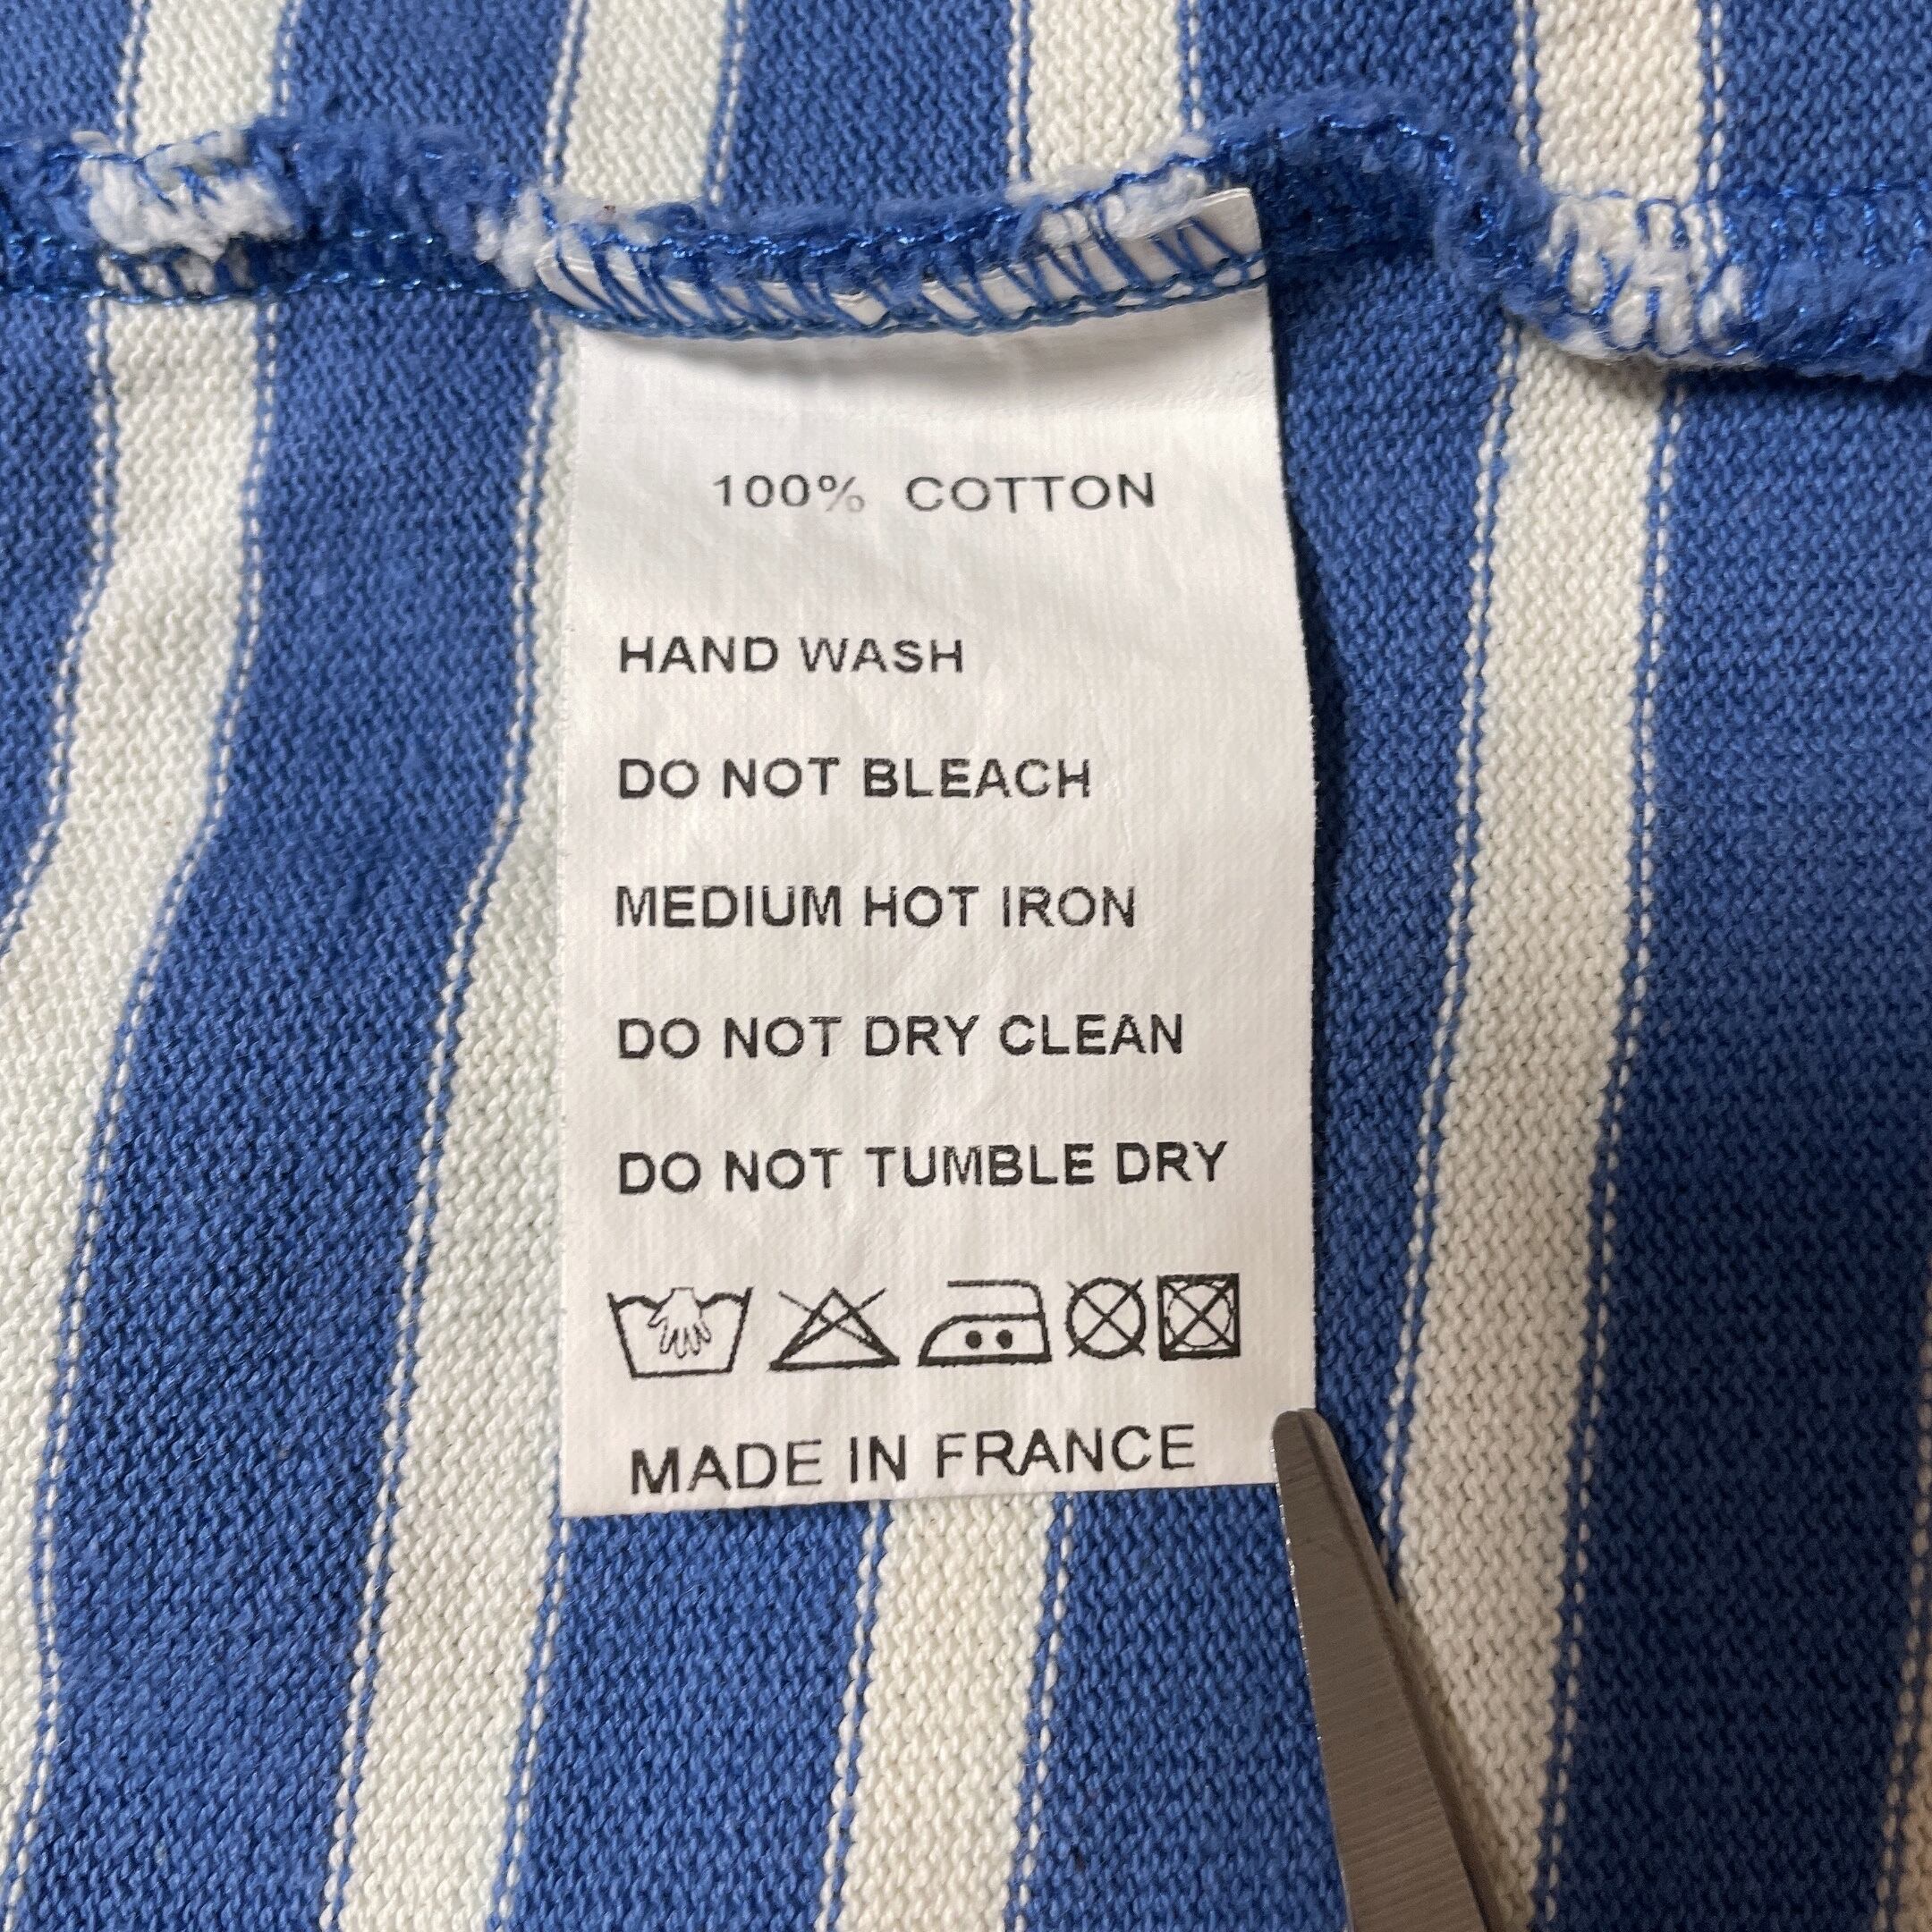 100% COTTON
HAND WASH
DO NOT BLEACH
MEDIUM HOT IRON
DO NOT DRY CLEAN
DO NOT TUMBLE DRY
MADE IN FRANCE